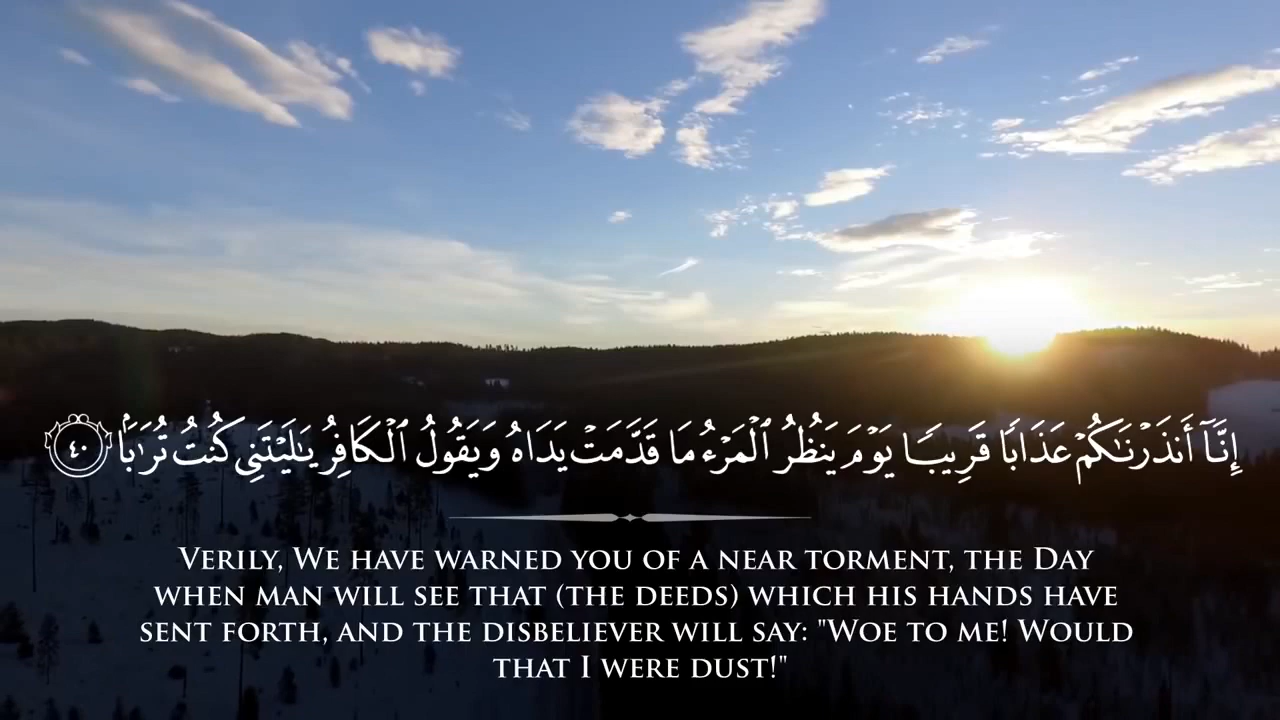 إِنَّآ أَنذَرْنَٰكُمْ عَذَابًا قَرِيبًا يَوْمَ يَنظُرُ ٱلْمَرْءُ مَا قَدَّمَتْ يَدَاهُ وَيَقُولُ ٱلْكَافِرُ يَٰلَيْتَنِى كُنتُ تُرَٰبًۢا ٤٠
Verily, We have warned you of a near torment, the Day
when man will see that (the deeds) which his hands have
sent forth, and the disbeliever will say: "Woe to me! Would
that I were dust!"